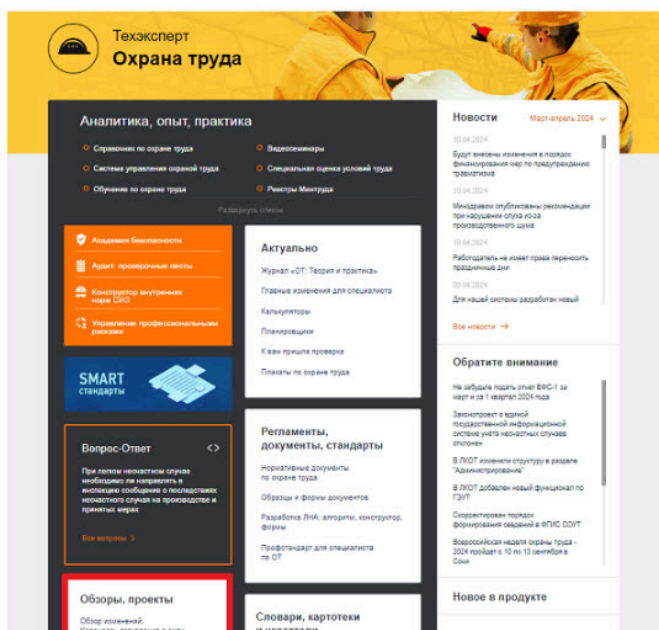 Техэксперт
Охрана труда
Аналитика, опыт, практика
Справочник по охране труда
Система управления охраной труда
Обучение по охране труда
Видеосеминары
Специальная оценка условий труда
Реестры Минтруда
Развернуть список
Академия Безопасности
Аудит: проверочные листы
Конструктор внутренних
норм СИЗ
Управление профессиональными
рисками
SMART
стандарты
Вопрос-Ответ
При легком несчастном случае
необходимо ли направлять в
инспекцию сообщение о последствиях
несчастного случая на производстве и
принятых мерах
Все вопросы
Обзоры, проекты
Обзор изменений.
Актуально
Журнал «ОТ: Теория и практика»
Главные изменения для специалиста
Калькуляторы
Планировщики
К вам пришла проверка
Плакаты по охране труда
Регламенты,
документы, стандарты
Нормативные документы
по охране труда
Образцы и формы документов
Разработка ЛНА: алгоритм, конструктор,
формы
Профстандарт для специалиста
по ОТ
Словари, картотеки
Новости
Март-апрель 2024
10.04.2024
Будут внесены изменения в порядок
финансирования мер по предупреждению
травматизма
10.04.2024
Минздравом опубликованы рекомендации
при нарушении слуха из-за
производственного шума
10.04.2024
Работодатель не имеет права переносить
праздничные дни
09.04.2024
Для нашей системы разработан новый
Все новости →
Обратите внимание
Не забудьте подать отчет ЕФС-1 за
март и за 1 квартал 2024 года
Законопроект о единой
государственной информационной
системе учёта несчастных случаев
отклонен
В ЛКОТ изменили структуру в разделе
"Администрирование"
В ЛКОТ добавлен новый функционал по
ГЭУТ
Скорректирован порядок
формирования сведений в ФГИС СОУТ
Всероссийская неделя охраны труда -
2024 пройдет с 10 по 13 сентября в
Сочи
Новое в продукте